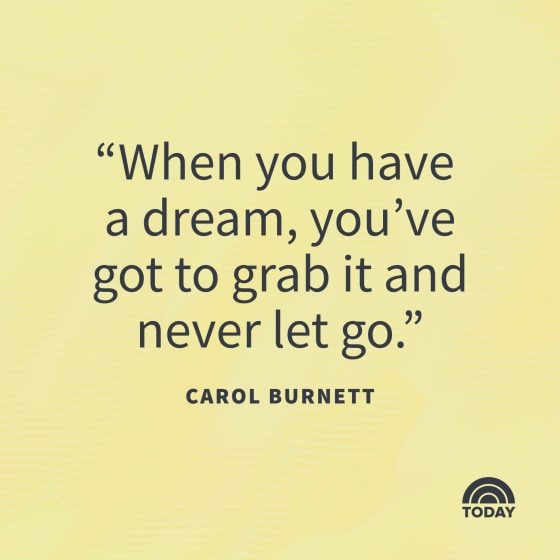 “When you have
a dream, you’ve
got to grab it and
never let go.”
CAROL BURNETT
TODAY